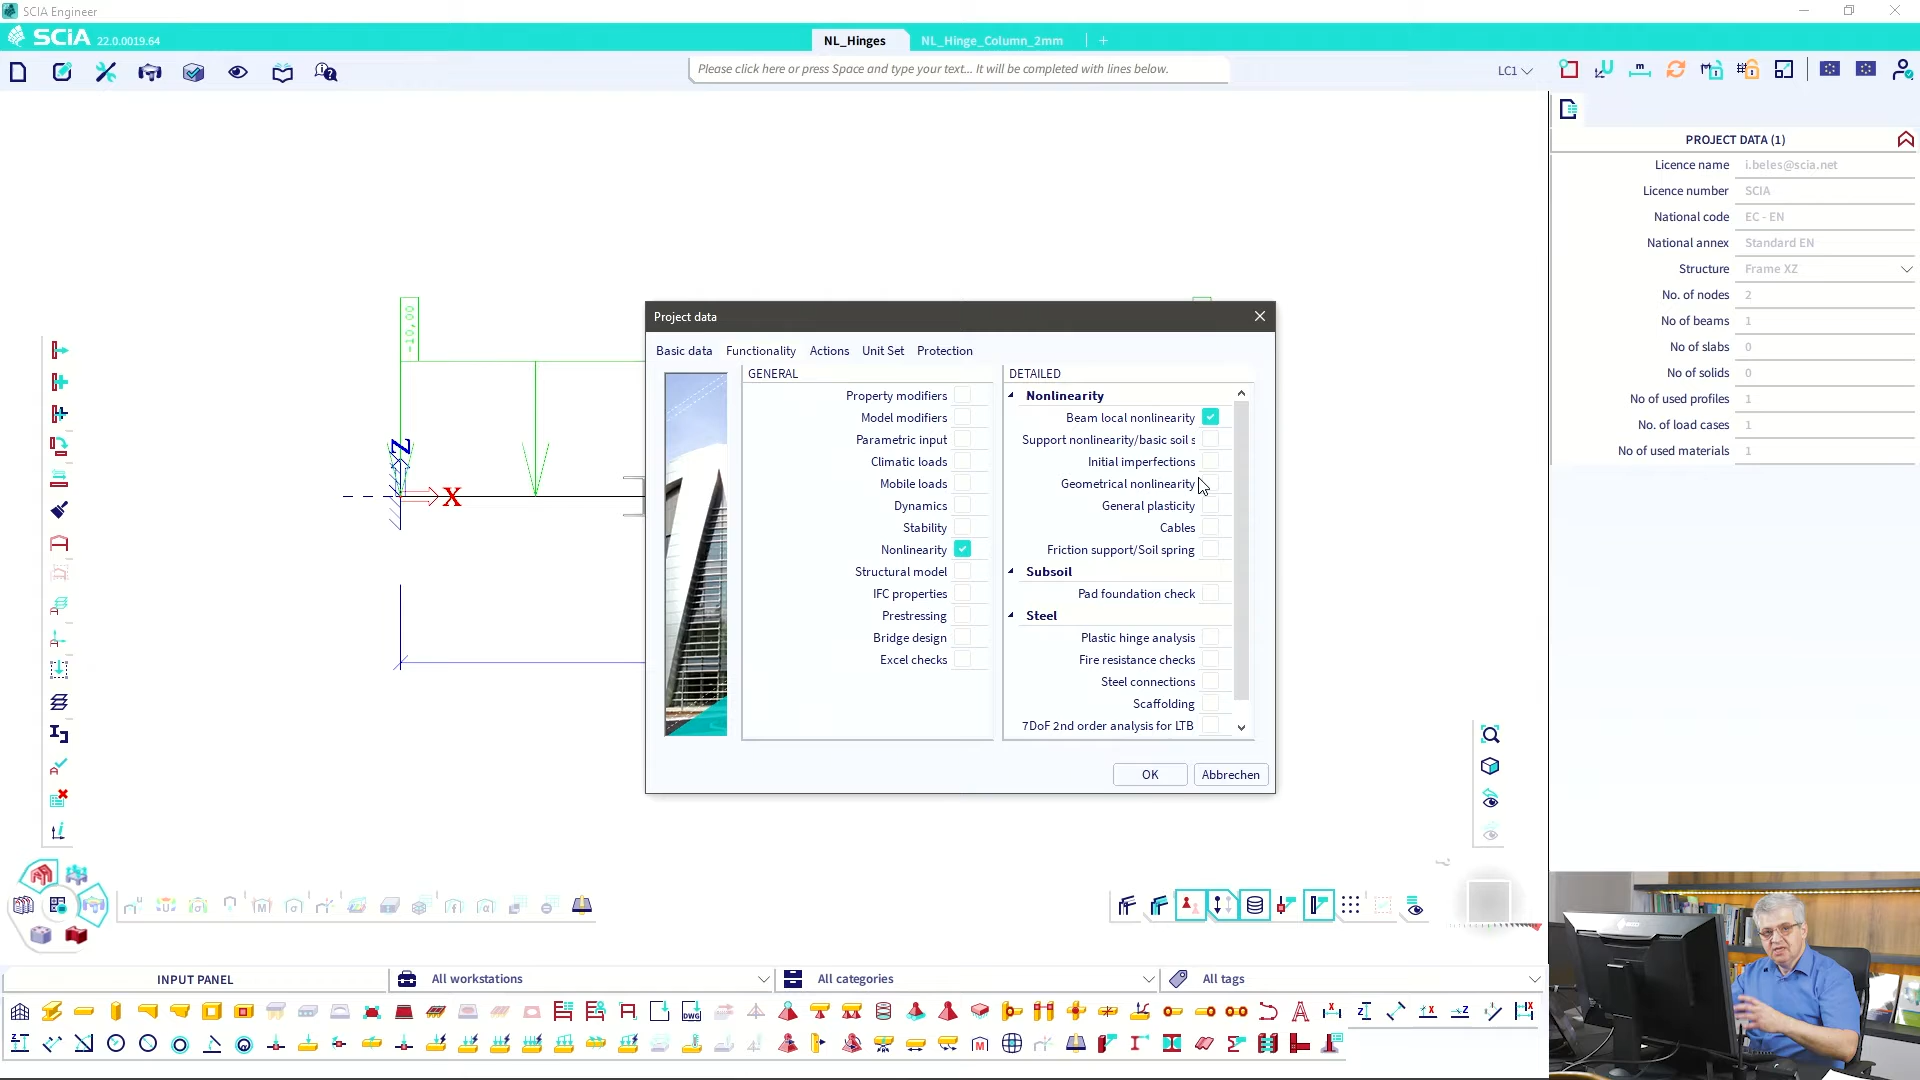 SCIA Engineer
SCiA 22.0.0019.64
NL_Hinges
NL_Hinge_Column_2mm
+
Please click here or press Space and type your text... It will be completed with lines below.
LC1
PROJECT DATA (1)
Licence name i.beles@scia.net
Licence number SCIA
National code EC - EN
National annex Standard EN
Structure Frame XZ
No. of nodes 2
No of beams 1
No of slabs 0
No of solids 0
No of used profiles 1
No. of load cases 1
No of used materials 1
-10,00
Z
X
Project data
Basic data Functionality Actions Unit Set Protection
GENERAL
Property modifiers
Model modifiers
Parametric input
Climatic loads
Mobile loads
Dynamics
Stability
Nonlinearity
Structural model
IFC properties
Prestressing
Bridge design
Excel checks
DETAILED
Nonlinearity
Beam local nonlinearity
Support nonlinearity/basic soil s
Initial imperfections
Geometrical nonlinearity
General plasticity
Cables
Friction support/Soil spring
Subsoil
Pad foundation check
Steel
Plastic hinge analysis
Fire resistance checks
Steel connections
Scaffolding
7DoF 2nd order analysis for LTB
OK Abbrechen
INPUT PANEL
All workstations
All categories
All tags
DWG